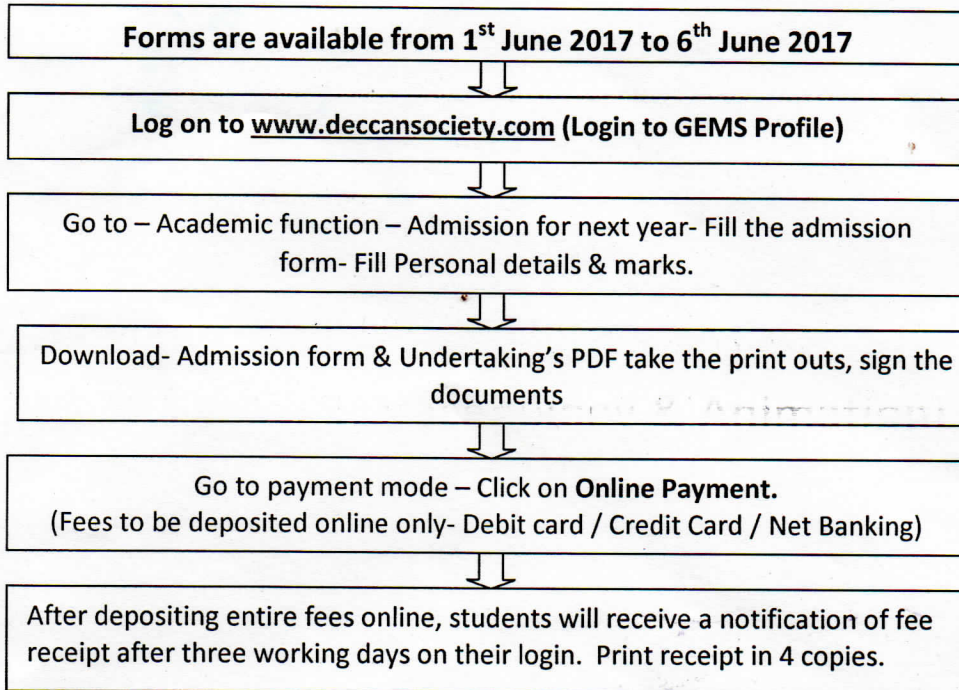 Forms are available from 1st June 2017 to 6th June 2017
Log on to www.deccansociety.com (Login to GEMS Profile)
Go to – Academic function – Admission for next year- Fill the admission
form- Fill Personal details & marks.
Download- Admission form & Undertaking's PDF take the print outs, sign the
documents
Go to payment mode – Click on Online Payment.
(Fees to be deposited online only- Debit card / Credit Card / Net Banking)
After depositing entire fees online, students will receive a notification of fee
receipt after three working days on their login. Print receipt in 4 copies.